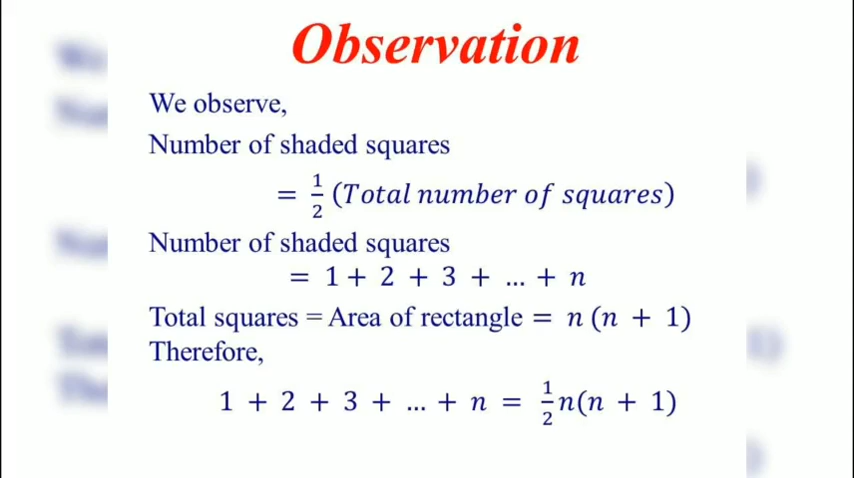 Observation
We observe,
Number of shaded squares
= 1/2 (Total number of squares)
Number of shaded squares
= 1 + 2 + 3 + ... + n
Total squares = Area of rectangle = n (n + 1)
Therefore,
1 + 2 + 3 + ... + n = 1/2 n(n + 1)